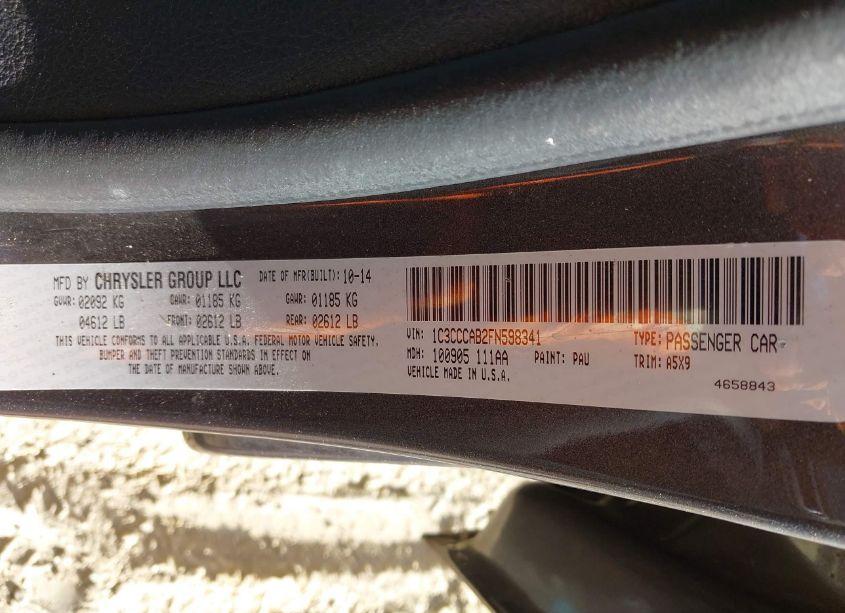 MFD BY CHRYSLER GROUP LLC DATE OF MFR(BUILT): 10-14
GVWR: 02092 KG GAWR: 01185 KG GAWR: 01185 KG
04612 LB FRONT: 02612 LB REAR: 02612 LB
THIS VEHICLE CONFORMS TO ALL APPLICABLE U.S.A. FEDERAL MOTOR VEHICLE SAFETY,
BUMPER AND THEFT PREVENTION STANDARDS IN EFFECT ON
THE DATE OF MANUFACTURE SHOWN ABOVE.
VIN: 1C3CCCAB2FN598341 TYPE: PASSENGER CAR
MDH: 100905 111AA PAINT: PAU TRIM: A5X9
VEHICLE MADE IN U.S.A.
4658843